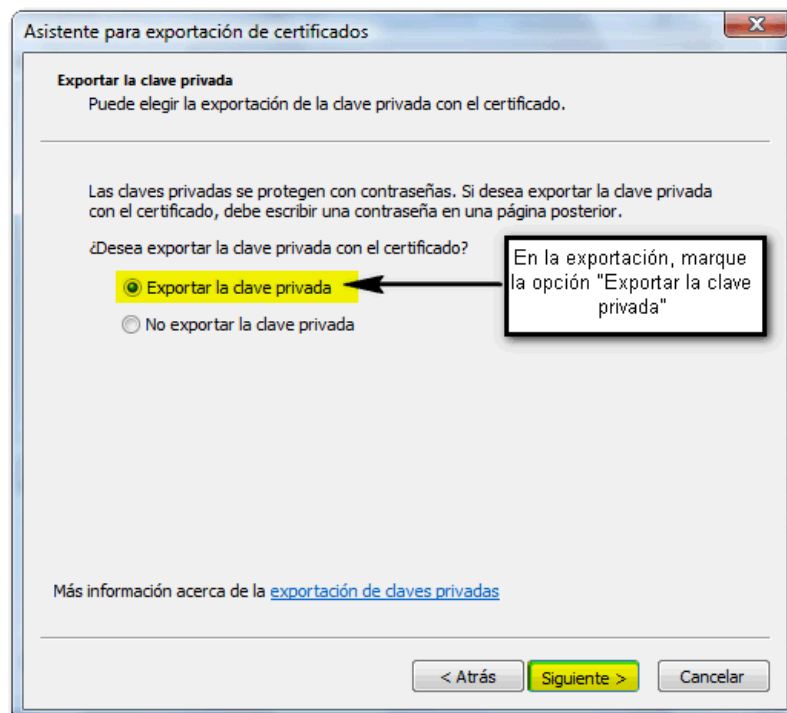 Asistente para exportación de certificados
Exportar la clave privada
Puede elegir la exportación de la clave privada con el certificado.
Las claves privadas se protegen con contraseñas. Si desea exportar la clave privada
con el certificado, debe escribir una contraseña en una página posterior.
¿Desea exportar la clave privada con el certificado?
Exportar la clave privada
No exportar la clave privada
En la exportación, marque
la opción "Exportar la clave
privada"
Más información acerca de la exportación de claves privadas
< Atrás
Siguiente >
Cancelar